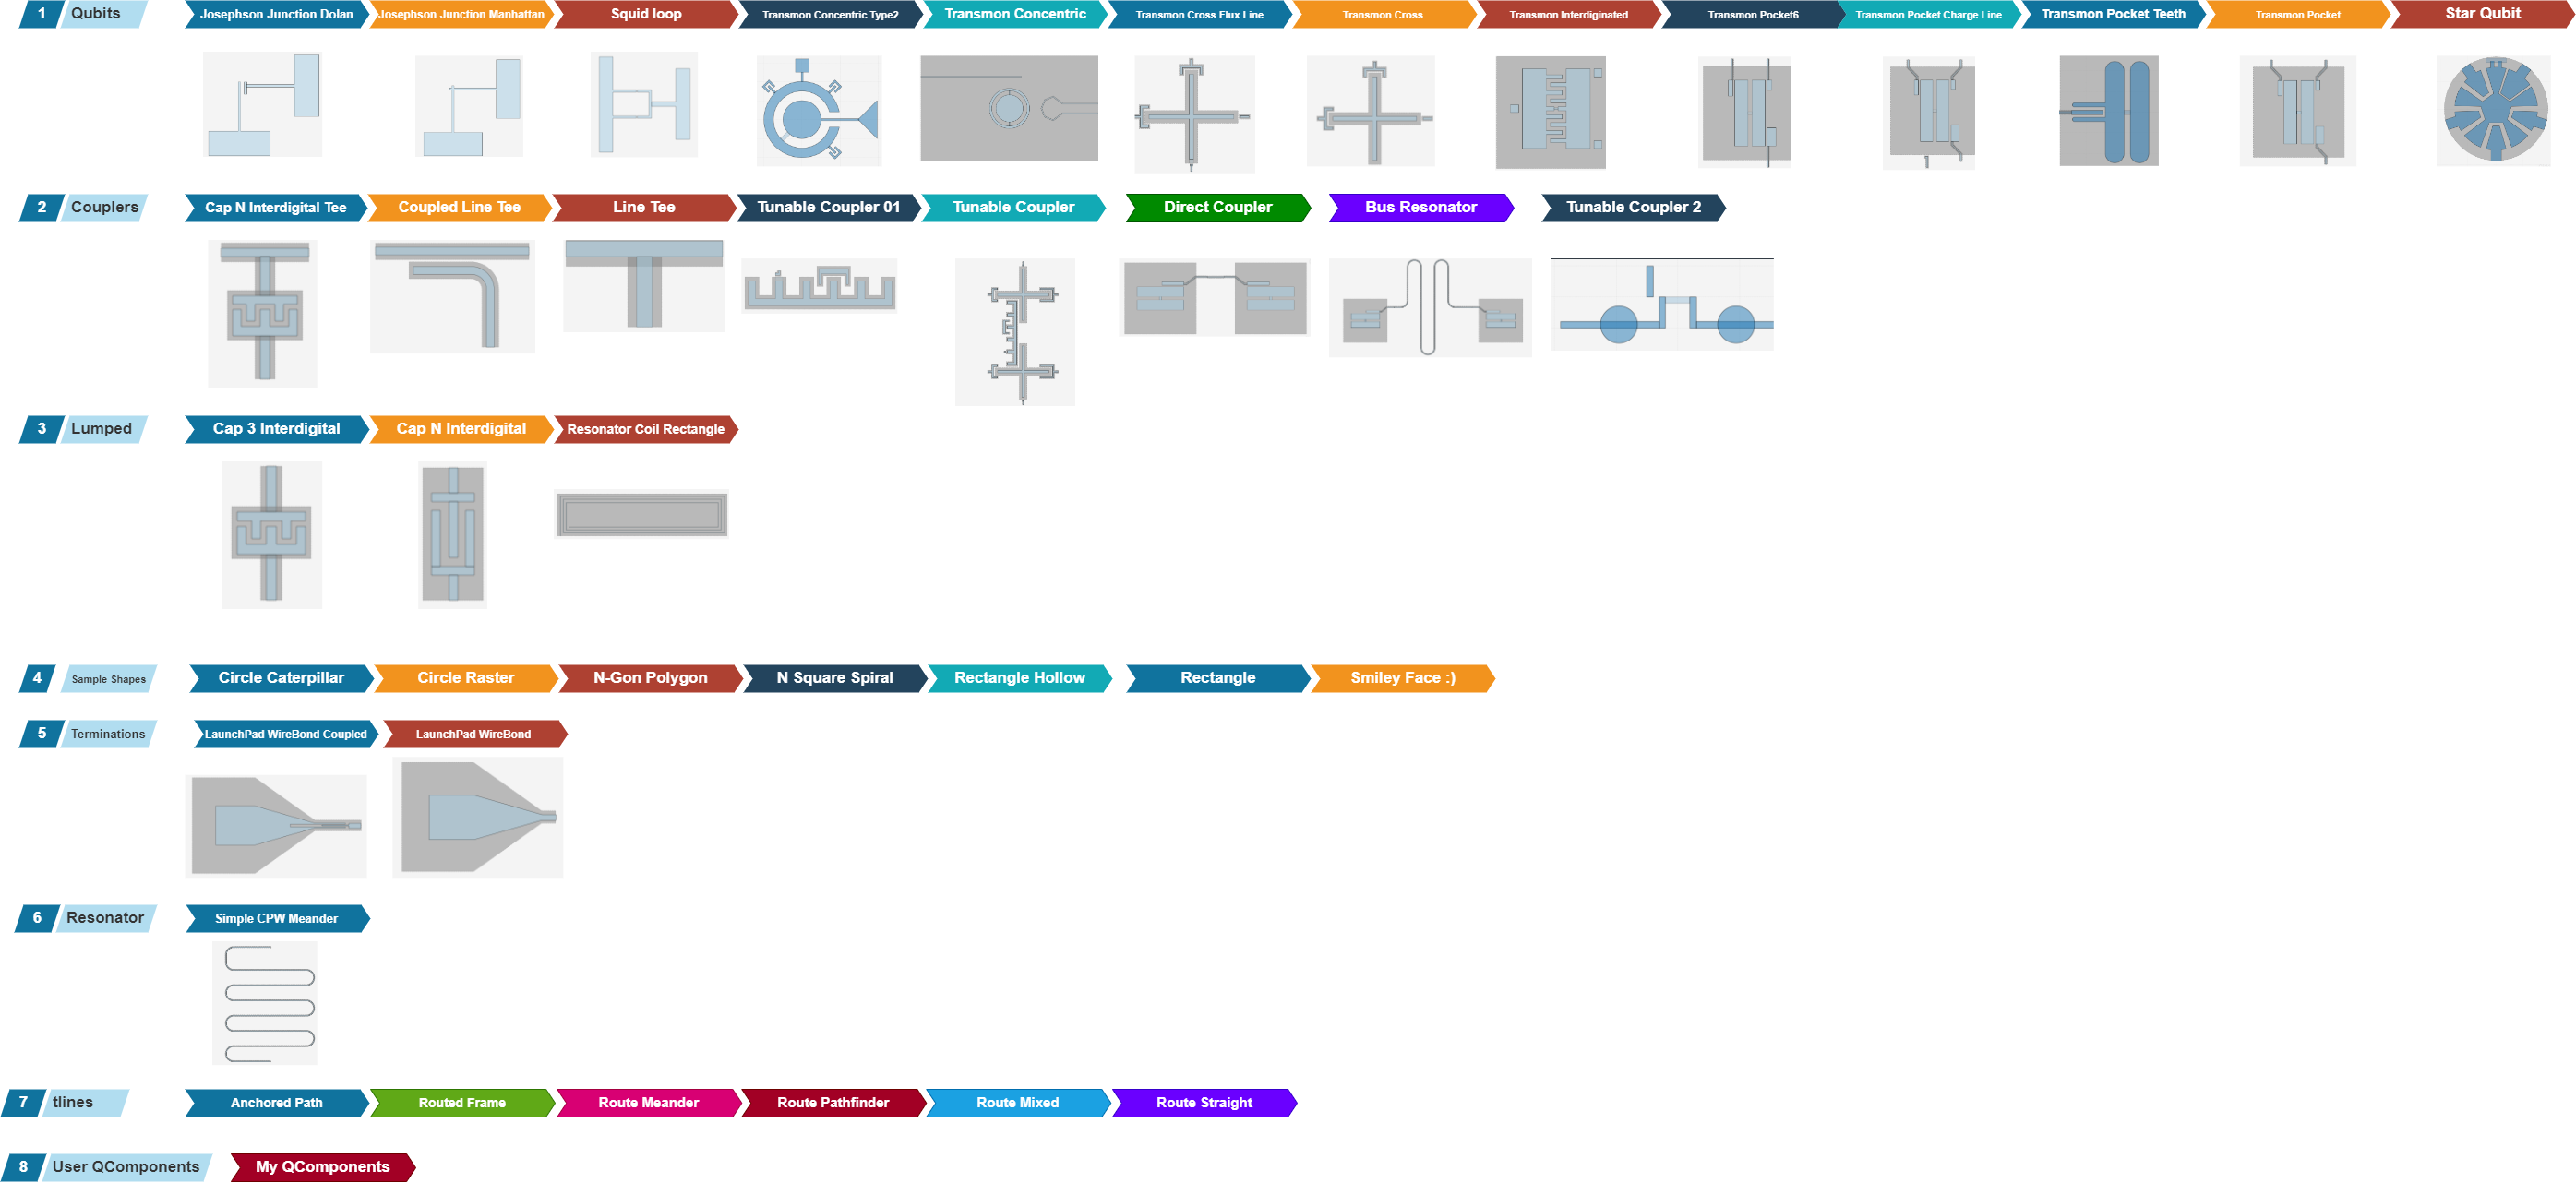 1 Qubits Josephson Junction Dolan Josephson Junction Manhattan Squid loop Transmon Concentric Type2 Transmon Concentric Transmon Cross Flux Line Transmon Cross Transmon Interdiginated Transmon Pocket6 Transmon Pocket Charge Line Transmon Pocket Teeth Transmon Pocket Star Qubit
2 Couplers Cap N Interdigital Tee Coupled Line Tee Line Tee Tunable Coupler 01 Tunable Coupler Direct Coupler Bus Resonator Tunable Coupler 2
3 Lumped Cap 3 Interdigital Cap N Interdigital Resonator Coil Rectangle
4 Sample Shapes Circle Caterpillar Circle Raster N-Gon Polygon N Square Spiral Rectangle Hollow Rectangle Smiley Face :)
5 Terminations LaunchPad WireBond Coupled LaunchPad WireBond
6 Resonator Simple CPW Meander
7 tlines Anchored Path Routed Frame Route Meander Route Pathfinder Route Mixed Route Straight
8 User QComponents My QComponents